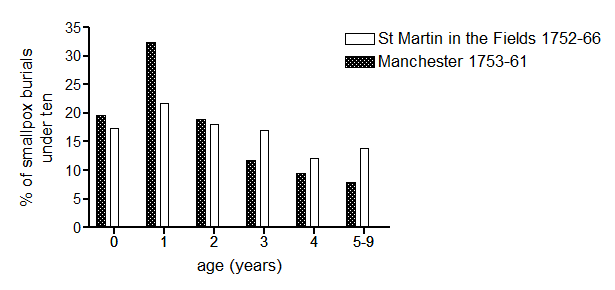 35
30
25
20
15
10
5
0
% of smallpox burials
under ten
0 1 2 3 4 5-9
age (years)
St Martin in the Fields 1752-66
Manchester 1753-61